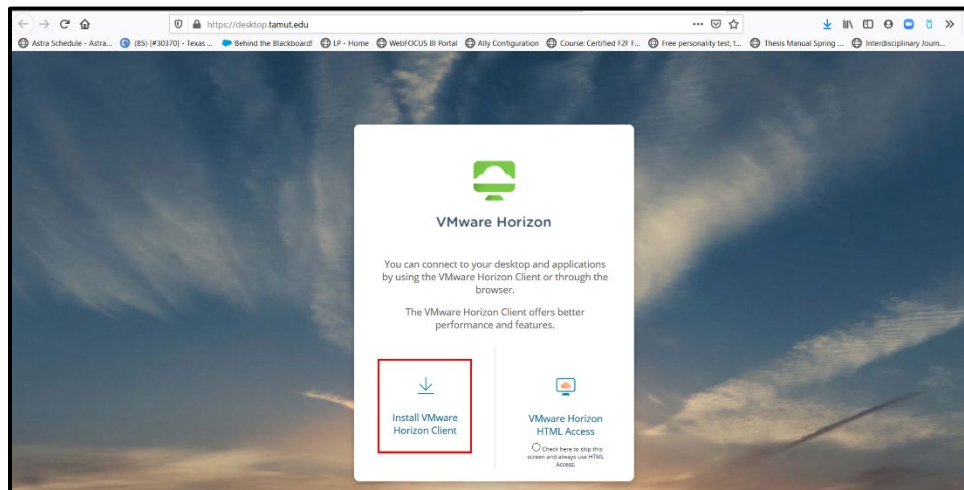 https://desktop.tamut.edu
Astra Schedule - Astra... (85) (#30370) - Texas ... Behind the Blackboard! LP - Home WebFOCUS BI Portal Ally Configuration Course: Certified F2F F... Free personality test, t... Thesis Manual Spring ... Interdisciplinary Journ...
VMware Horizon
You can connect to your desktop and applications
by using the VMware Horizon Client or through the
browser.
The VMware Horizon Client offers better
performance and features.
Install VMware
Horizon Client
VMware Horizon
HTML Access
Check here to skip this
screen and always use HTML
Access.